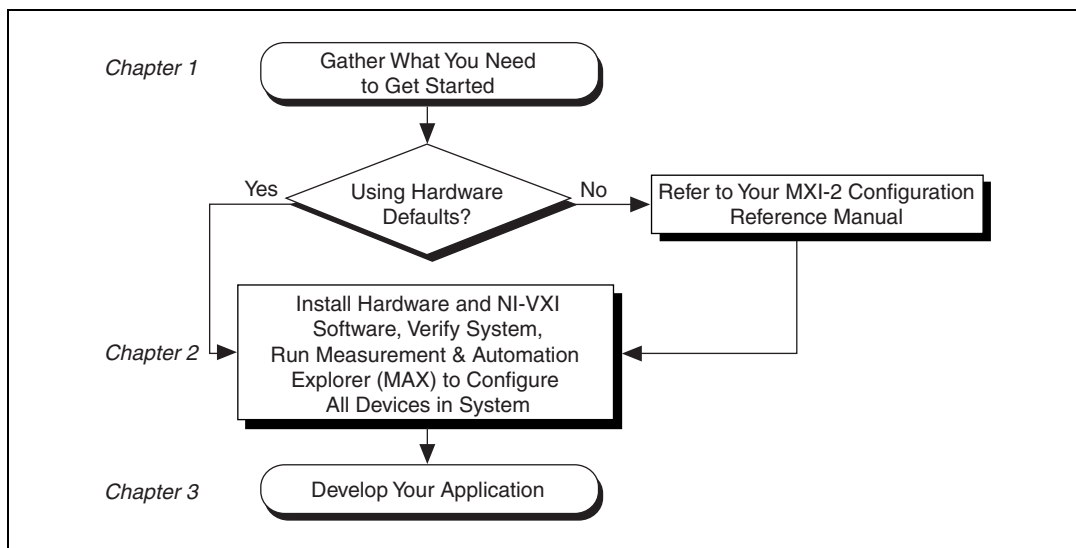 Chapter 1
Gather What You Need
to Get Started
Yes
Using Hardware
Defaults?
No
Refer to Your MXI-2 Configuration
Reference Manual
Chapter 2
Install Hardware and NI-VXI
Software, Verify System,
Run Measurement & Automation
Explorer (MAX) to Configure
All Devices in System
Chapter 3
Develop Your Application